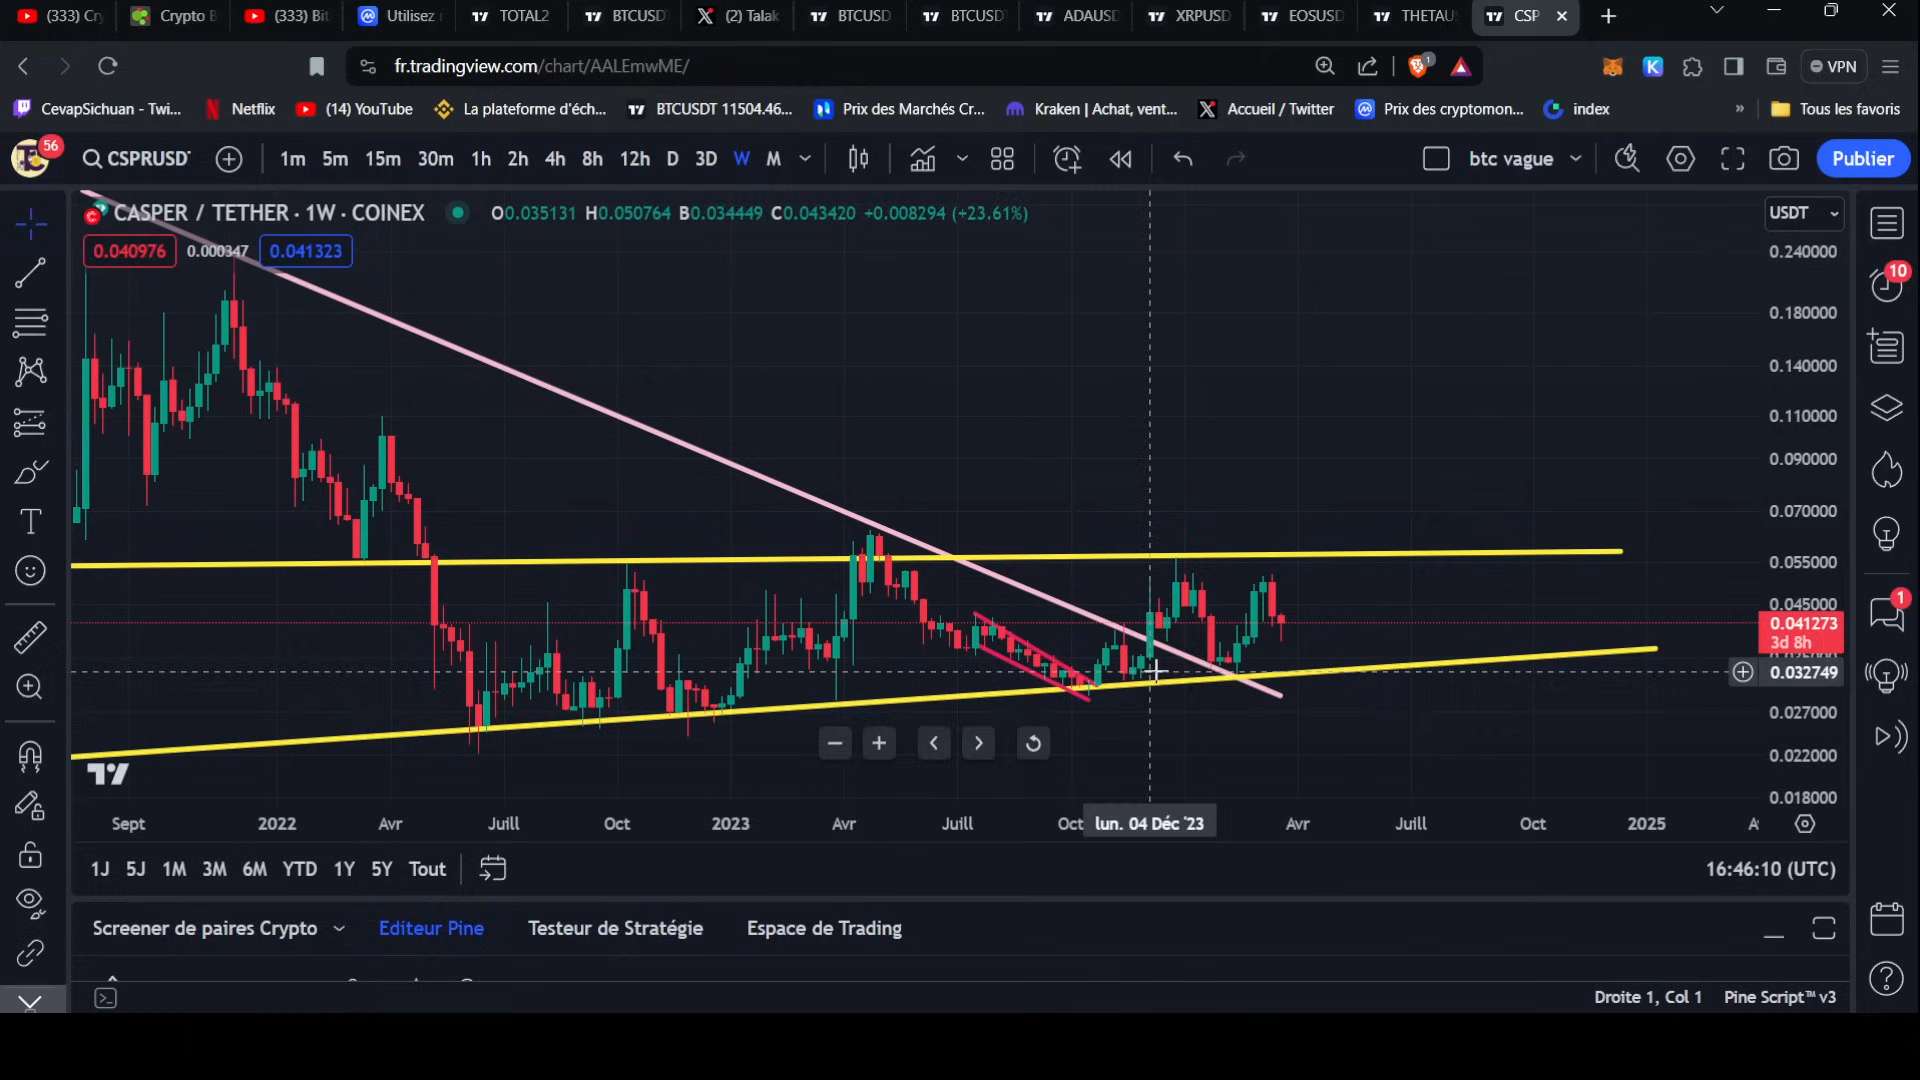 (333) Cr
Crypto B
(333) Bit
Utilisez
TOTAL2
BTCUSDT
(2) Talak
BTCUSD
BTCUSDT
ADAUSD
XRPUSD
EOSUSD
THETAUS
CSP
fr.tradingview.com/chart/AALEmwME/
1
VPN
CevapSichuan - Twi...
Netflix
(14) YouTube
La plateforme d'éch...
BTCUSDT 11504.46...
Prix des Marchés Cr...
Kraken | Achat, vent...
Accueil / Twitter
Prix des cryptomon...
index
»
Tous les favoris
56
CSPRUSDT
1m 5m 15m 30m 1h 2h 4h 8h 12h D 3D W M
btc vague
Publier
CASPER / TETHER · 1W · COINEX
O0.035131 H0.050764 B0.034449 C0.043420 +0.008294 (+23.61%)
USDT
0.040976 0.000347 0.041323
0.240000
10
0.180000
0.140000
0.110000
0.090000
0.070000
0.055000
0.045000
1
0.041273
3d 8h
0.032749
0.027000
0.022000
0.018000
Sept 2022 Avr Juill Oct 2023 Avr Juill Oct lun. 04 Déc '23 Avr Juill Oct 2025
1J 5J 1M 3M 6M YTD 1Y 5Y Tout
16:46:10 (UTC)
Screener de paires Crypto
Editeur Pine
Testeur de Stratégie
Espace de Trading
Droite 1, Col 1
Pine Script™ v3